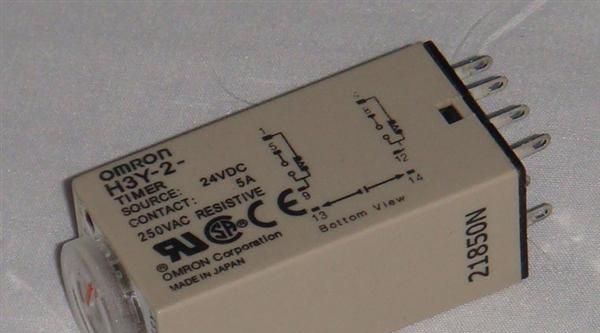 OMRON
H3Y-2-
TIMER
SOURCE: 24VDC
CONTACT: 5A
250VAC RESISTIVE
®OMRON Corporation
MADE IN JAPAN
1
5
9
12
13
14
Bottom View
21850N